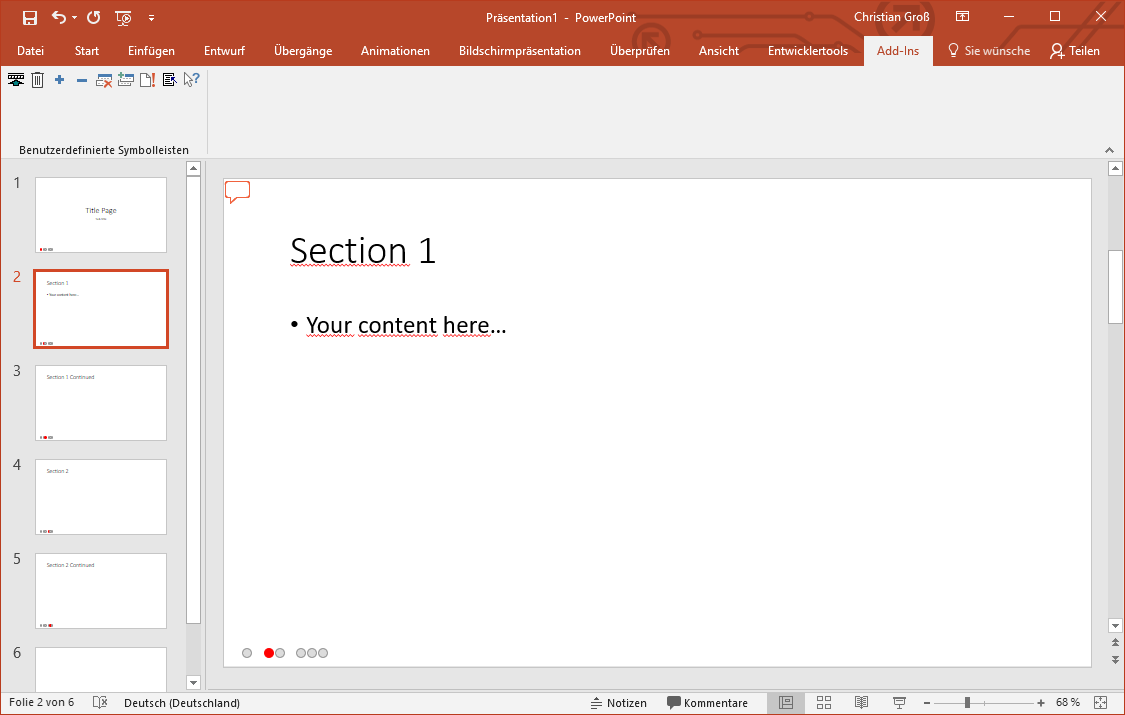 Präsentation1 - PowerPoint
Christian Groß
Datei Start Einfügen Entwurf Übergänge Animationen Bildschirmpräsentation Überprüfen Ansicht Entwicklertools Add-Ins Sie wünsche Teilen
Benutzerdefinierte Symbolleisten
1
Title Page
2
Section 1
• Your content here...
3
Section 1 Continued
4
Section 2
5
Section 2 Continued
6
Section 1
• Your content here...
Folie 2 von 6 Deutsch (Deutschland) Notizen Kommentare 68 %